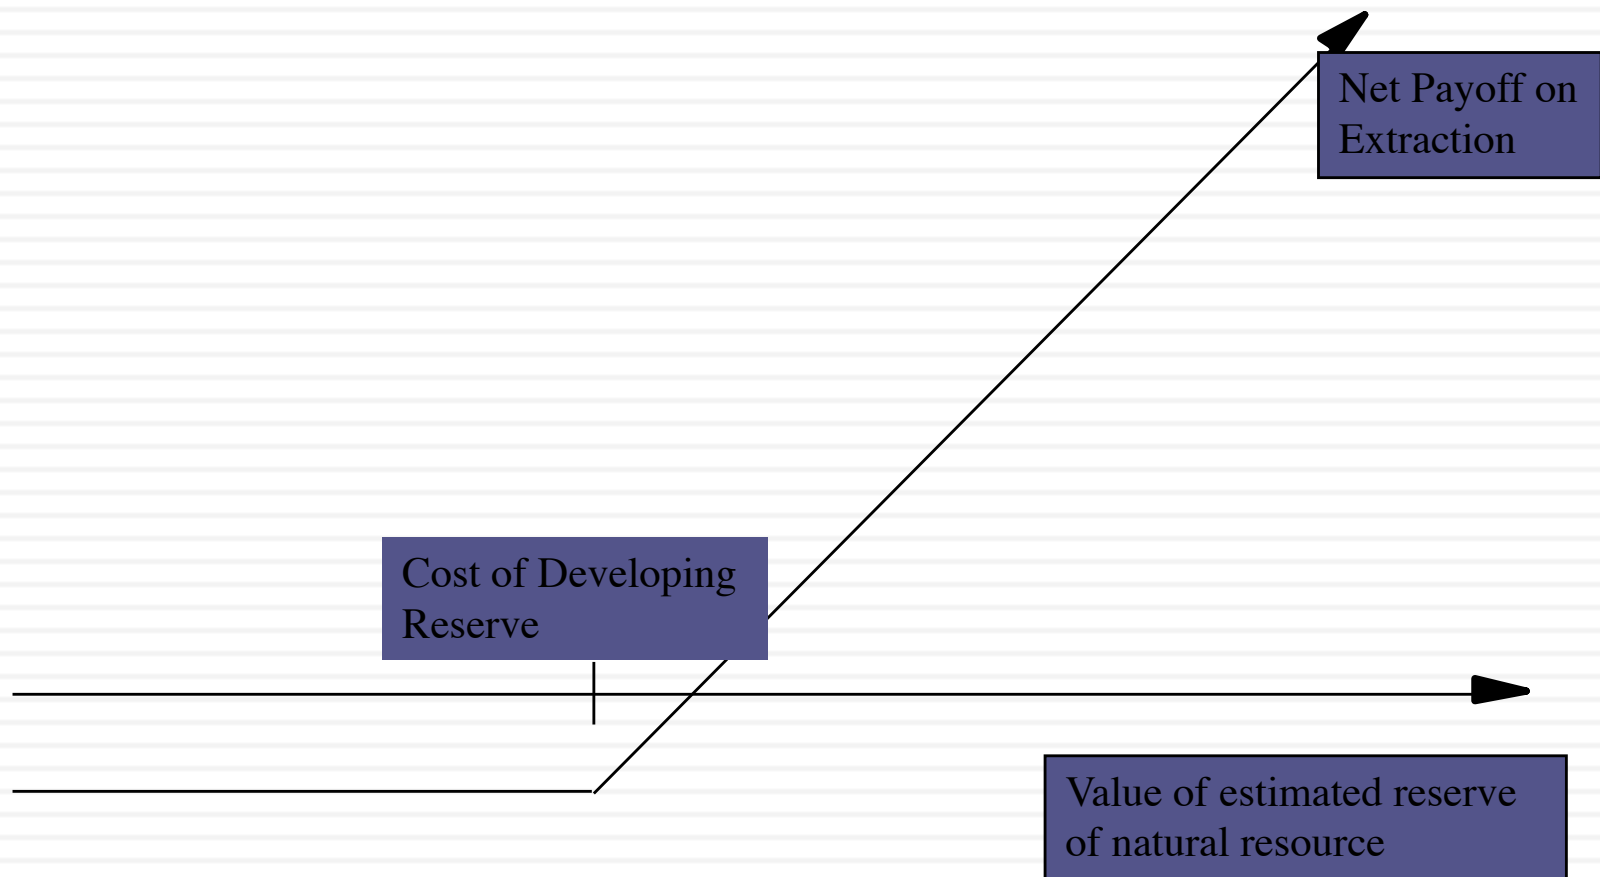 Net Payoff on
Extraction
Cost of Developing
Reserve
Value of estimated reserve
of natural resource